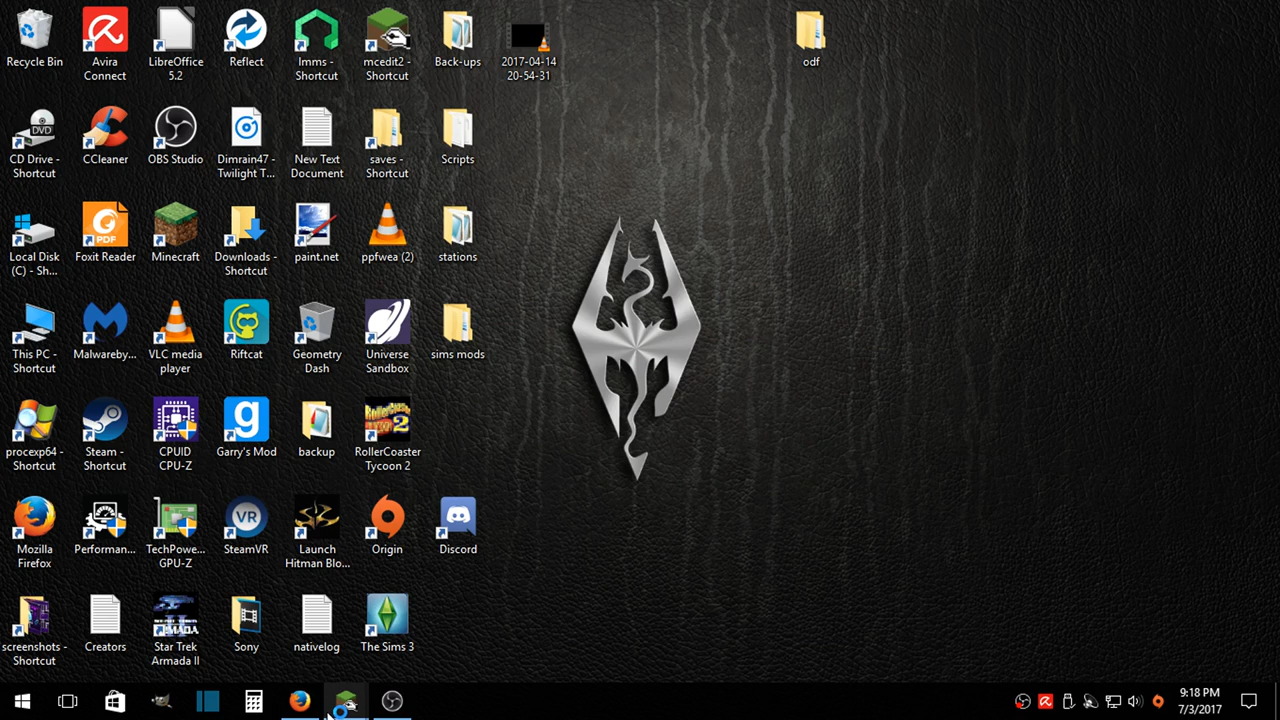 Recycle Bin
Avira
Connect
LibreOffice
5.2
Reflect
lmms -
Shortcut
mcedit2 -
Shortcut
Back-ups
2017-04-14
20-54-31
odf
CD Drive -
Shortcut
CCleaner
OBS Studio
Dimrain47 -
Twilight T...
New Text
Document
saves -
Shortcut
Scripts
Local Disk
(C) - Sh...
Foxit Reader
Minecraft
Downloads -
Shortcut
paint.net
ppfwea (2)
stations
This PC -
Shortcut
Malwareby...
VLC media
player
Riftcat
Geometry
Dash
Universe
Sandbox
sims mods
procexp64 -
Shortcut
Steam -
Shortcut
CPUID
CPU-Z
Garry's Mod
backup
RollerCoaster
Tycoon 2
Mozilla
Firefox
Performan...
TechPowe...
GPU-Z
SteamVR
Launch
Hitman Blo...
Origin
Discord
screenshots -
Shortcut
Creators
Star Trek
Armada II
Sony
nativelog
The Sims 3
DVD
PDF
VR
9:18 PM
7/3/2017